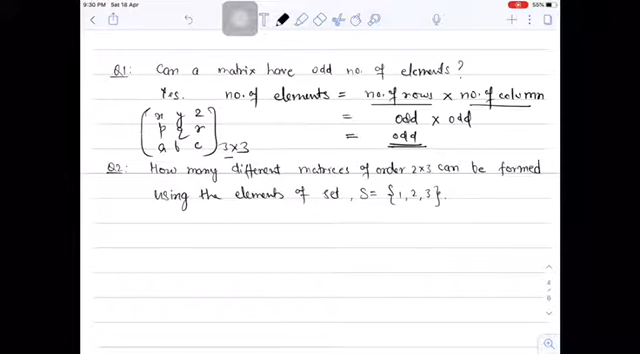 9:30 PM Sat 18 Apr
55%
Q1: Can a matrix have odd no. of elements?
Yes. no. of elements = no. of rows × no. of column
= odd × odd
= odd
x y z
p q r
a b c
3×3
Q2: How many different matrices of order 2×3 can be formed
using the elements of set, S= {1, 2, 3}.